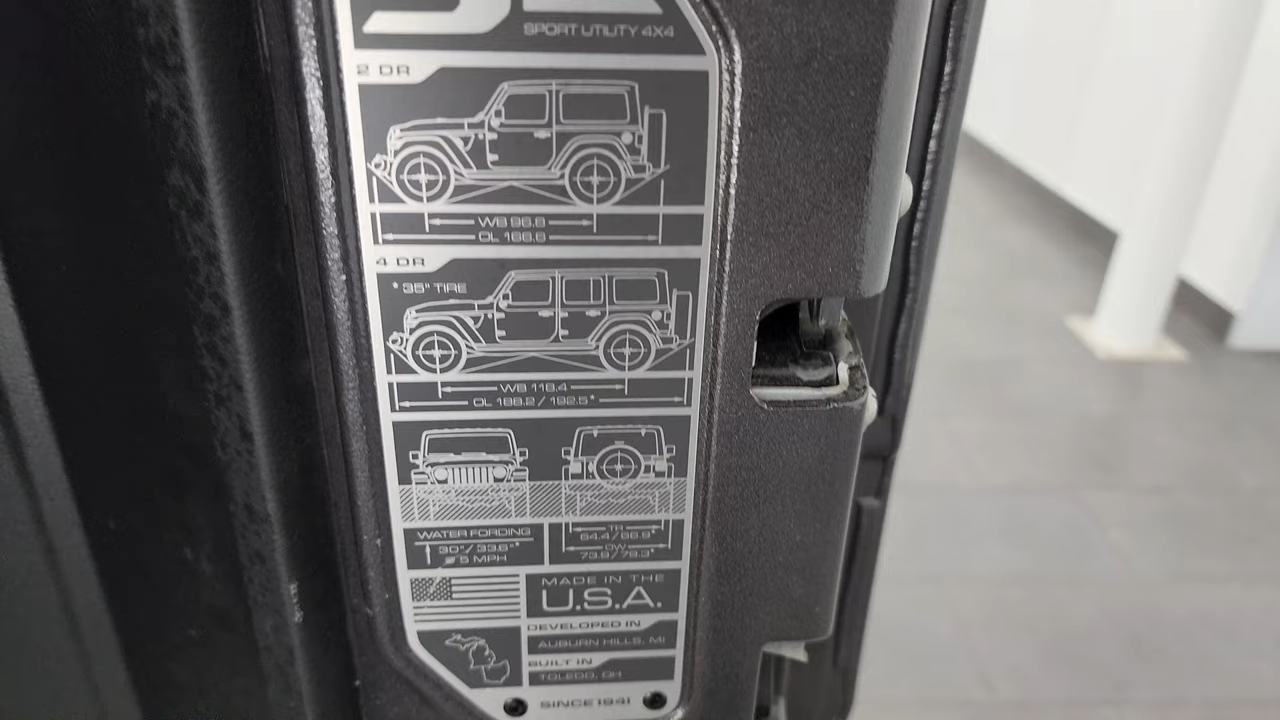 SPORT UTILITY 4X4
2 DR
WB 96.8
OL 166.8
4 DR
* 35" TIRE
WB 118.4
OL 188.2 / 192.5*
WATER FORDING
30"/ 33.6"*
5 MPH
TR
64.4/66.9*
OW
73.9/79.3*
MADE IN THE
U.S.A.
DEVELOPED IN
AUBURN HILLS, MI
BUILT IN
TOLEDO, OH
SINCE 1941